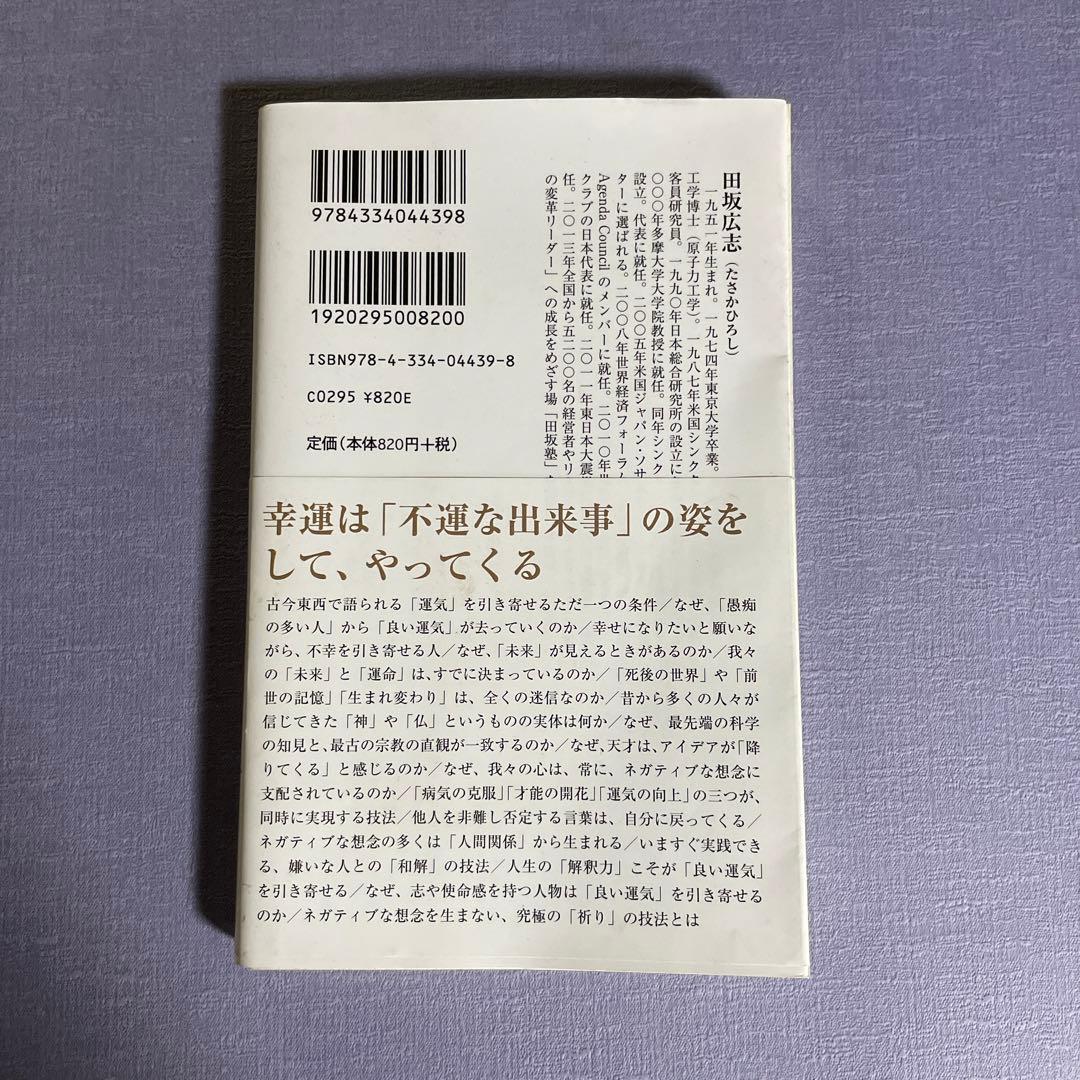 9784334044398
1920295008200
ISBN978-4-334-04439-8
C0295 ¥820E
定価(本体820円+税)
田坂広志(たさかひろし)
一九五一年生まれ。一九七四年東京大学卒業。
工学博士(原子力工学)。一九八七年米国シンクタ
客員研究員。一九九〇年日本総合研究所の設立に
〇〇〇年多摩大学大学院教授に就任。同年シンク
設立。代表に就任。二〇〇五年米国ジャパン・ソサ
ターに選ばれる。二〇〇八年世界経済フォーラム
Agenda Councilのメンバーに就任。二〇一〇年世
クラブの日本代表に就任。二〇一一年東日本大震
任。二〇一三年全国から五二〇〇名の経営者やリ
の変革リーダー」への成長をめざす場「田坂塾」
幸運は「不運な出来事」の姿を
して、やってくる
古今東西で語られる「運気」を引き寄せるただ一つの条件/なぜ、「愚痴
の多い人」から「良い運気」が去っていくのか/幸せになりたいと願いな
がら、不幸を引き寄せる人/なぜ、「未来」が見えるときがあるのか/我々
の「未来」と「運命」は、すでに決まっているのか/「死後の世界」や「前
世の記憶」「生まれ変わり」は、全くの迷信なのか/昔から多くの人々が
信じてきた「神」や「仏」というものの実体は何か/なぜ、最先端の科学
の知見と、最古の宗教の直観が一致するのか/なぜ、天才は、アイデアが「降
りてくる」と感じるのか/なぜ、我々の心は、常に、ネガティブな想念に
支配されているのか/「病気の克服」「才能の開花」「運気の向上」の三つが、
同時に実現する技法/他人を非難し否定する言葉は、自分に戻ってくる/
ネガティブな想念の多くは「人間関係」から生まれる/いますぐ実践でき
る、嫌いな人との「和解」の技法/人生の「解釈力」こそが「良い運気」
を引き寄せる/なぜ、志や使命感を持つ人物は「良い運気」を引き寄せる
のか/ネガティブな想念を生まない、究極の「祈り」の技法とは